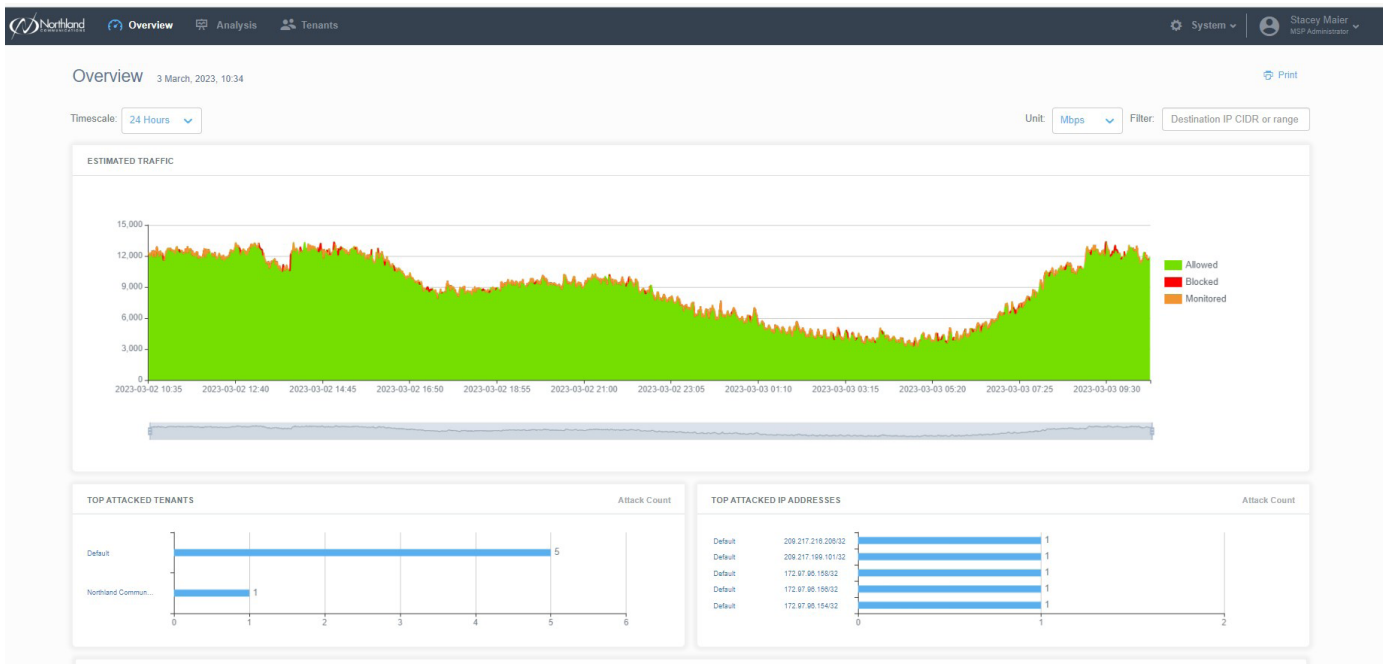 Northland
COMMUNICATIONS
Overview
Analysis
Tenants
System
Stacey Maier
MSP Administrator
Overview 3 March, 2023, 10:34
Print
Timescale: 24 Hours
Unit: Mbps
Filter: Destination IP CIDR or range
ESTIMATED TRAFFIC
15,000
12,000
9,000
6,000
3,000
0
Allowed
Blocked
Monitored
2023-03-02 10:35 2023-03-02 12:40 2023-03-02 14:45 2023-03-02 16:50 2023-03-02 18:55 2023-03-02 21:00 2023-03-02 23:05 2023-03-03 01:10 2023-03-03 03:15 2023-03-03 05:20 2023-03-03 07:25 2023-03-03 09:30
TOP ATTACKED TENANTS Attack Count
Default 5
Northland Commun... 1
0 1 2 3 4 5 6
TOP ATTACKED IP ADDRESSES Attack Count
Default 209.217.216.206/32 1
Default 209.217.199.101/32 1
Default 172.97.96.158/32 1
Default 172.97.96.166/32 1
Default 172.97.96.154/32 1
0 1 2